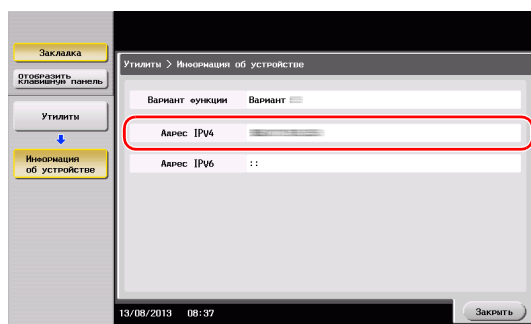 Закладка
Отобразить
клавишную панель
Утилиты
Информация
об устройстве
Утилиты > Информация об устройстве
Вариант функции Вариант
Адрес IPV4
Адрес IPV6 ::
13/08/2013 08:37
Закрыть